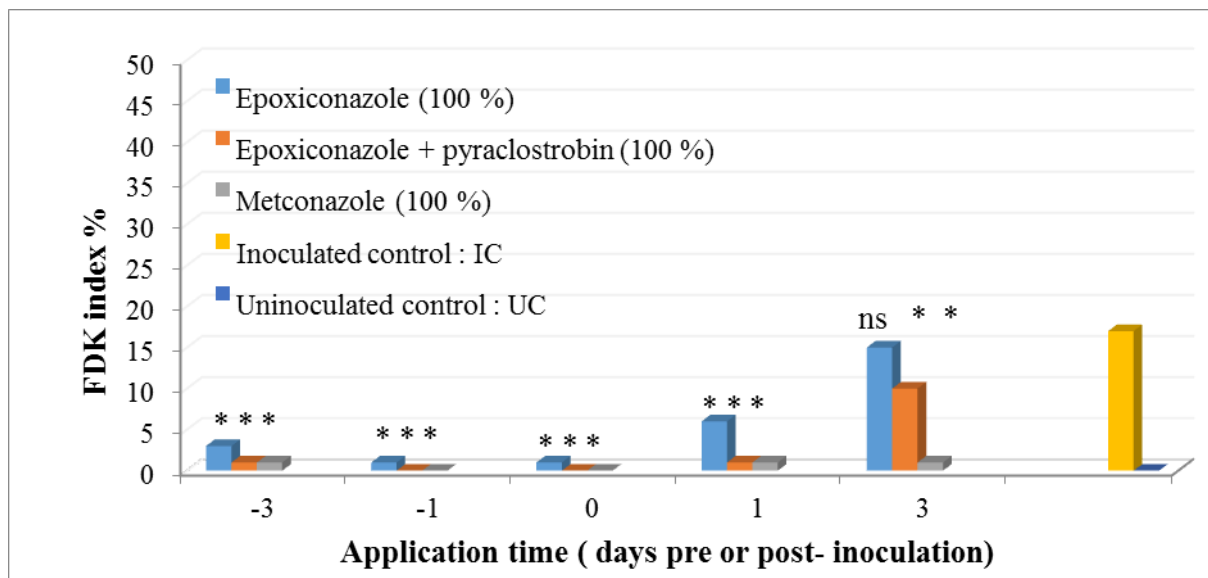 50
45
40
35
30
25
20
15
10
5
0
FDK index %
Epoxiconazole (100 %)
Epoxiconazole + pyraclostrobin (100 %)
Metconazole (100 %)
Inoculated control : IC
Uninoculated control : UC
* * *
* * *
* * *
* * *
ns * *
-3 -1 0 1 3
Application time ( days pre or post- inoculation)